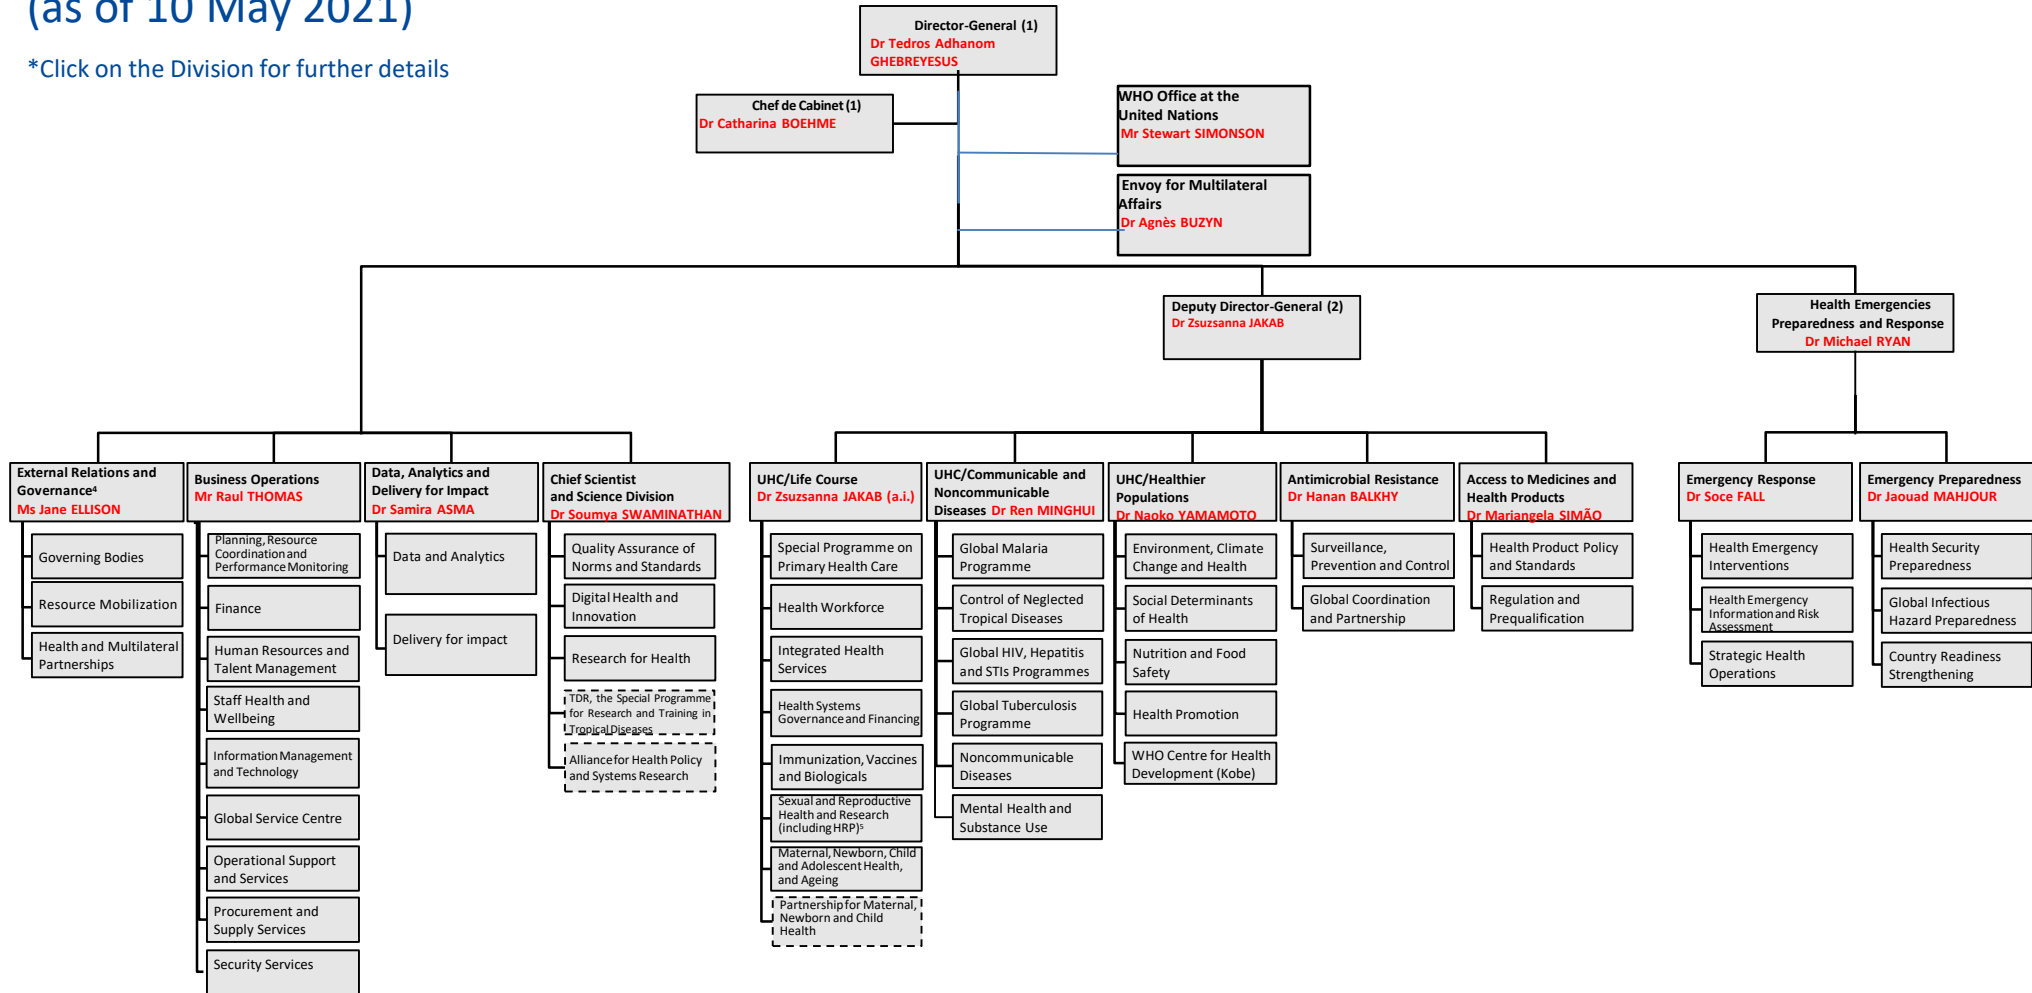 (as of 10 May 2021)
*Click on the Division for further details
Director-General (1)
Dr Tedros Adhanom
GHEBREYESUS
Chef de Cabinet (1)
Dr Catharina BOEHME
WHO Office at the
United Nations
Mr Stewart SIMONSON
Envoy for Multilateral
Affairs
Dr Agnès BUZYN
Deputy Director-General (2)
Dr Zsuzsanna JAKAB
Health Emergencies
Preparedness and Response
Dr Michael RYAN
External Relations and
Governance⁴
Ms Jane ELLISON
Governing Bodies
Resource Mobilization
Health and Multilateral
Partnerships
Business Operations
Mr Raul THOMAS
Planning, Resource
Coordination and
Performance Monitoring
Finance
Human Resources and
Talent Management
Staff Health and
Wellbeing
Information Management
and Technology
Global Service Centre
Operational Support
and Services
Procurement and
Supply Services
Security Services
Data, Analytics and
Delivery for Impact
Dr Samira ASMA
Data and Analytics
Delivery for impact
Chief Scientist
and Science Division
Dr Soumya SWAMINATHAN
Quality Assurance of
Norms and Standards
Digital Health and
Innovation
Research for Health
TDR, the Special Programme
for Research and Training in
Tropical Diseases
Alliance for Health Policy
and Systems Research
UHC/Life Course
Dr Zsuzsanna JAKAB (a.i.)
Special Programme on
Primary Health Care
Health Workforce
Integrated Health
Services
Health Systems
Governance and Financing
Immunization, Vaccines
and Biologicals
Sexual and Reproductive
Health and Research
(including HRP)⁵
Maternal, Newborn, Child
and Adolescent Health,
and Ageing
Partnership for Maternal,
Newborn and Child
Health
UHC/Communicable and
Noncommunicable
Diseases Dr Ren MINGHUI
Global Malaria
Programme
Control of Neglected
Tropical Diseases
Global HIV, Hepatitis
and STIs Programmes
Global Tuberculosis
Programme
Noncommunicable
Diseases
Mental Health and
Substance Use
UHC/Healthier
Populations
Dr Naoko YAMAMOTO
Environment, Climate
Change and Health
Social Determinants
of Health
Nutrition and Food
Safety
Health Promotion
WHO Centre for Health
Development (Kobe)
Antimicrobial Resistance
Dr Hanan BALKHY
Surveillance,
Prevention and Control
Global Coordination
and Partnership
Access to Medicines and
Health Products
Dr Mariangela SIMÃO
Health Product Policy
and Standards
Regulation and
Prequalification
Emergency Response
Dr Soce FALL
Health Emergency
Interventions
Health Emergency
Information and Risk
Assessment
Strategic Health
Operations
Emergency Preparedness
Dr Jaouad MAHJOUR
Health Security
Preparedness
Global Infectious
Hazard Preparedness
Country Readiness
Strengthening